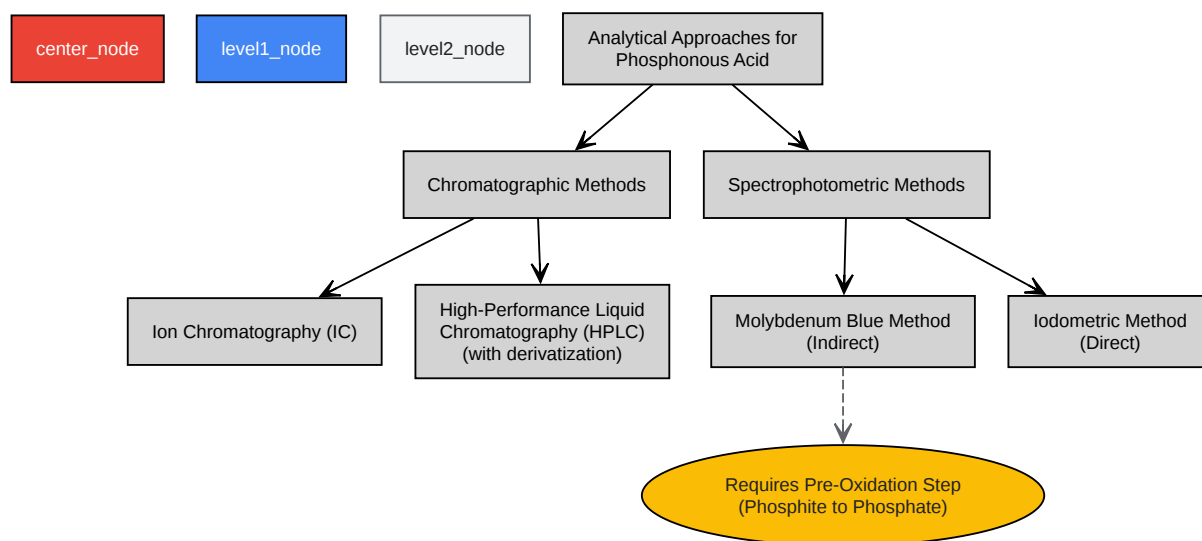 center_node
level1_node
level2_node
Analytical Approaches for
Phosphonous Acid
Chromatographic Methods
Spectrophotometric Methods
Ion Chromatography (IC)
High-Performance Liquid
Chromatography (HPLC)
(with derivatization)
Molybdenum Blue Method
(Indirect)
Iodometric Method
(Direct)
Requires Pre-Oxidation Step
(Phosphite to Phosphate)